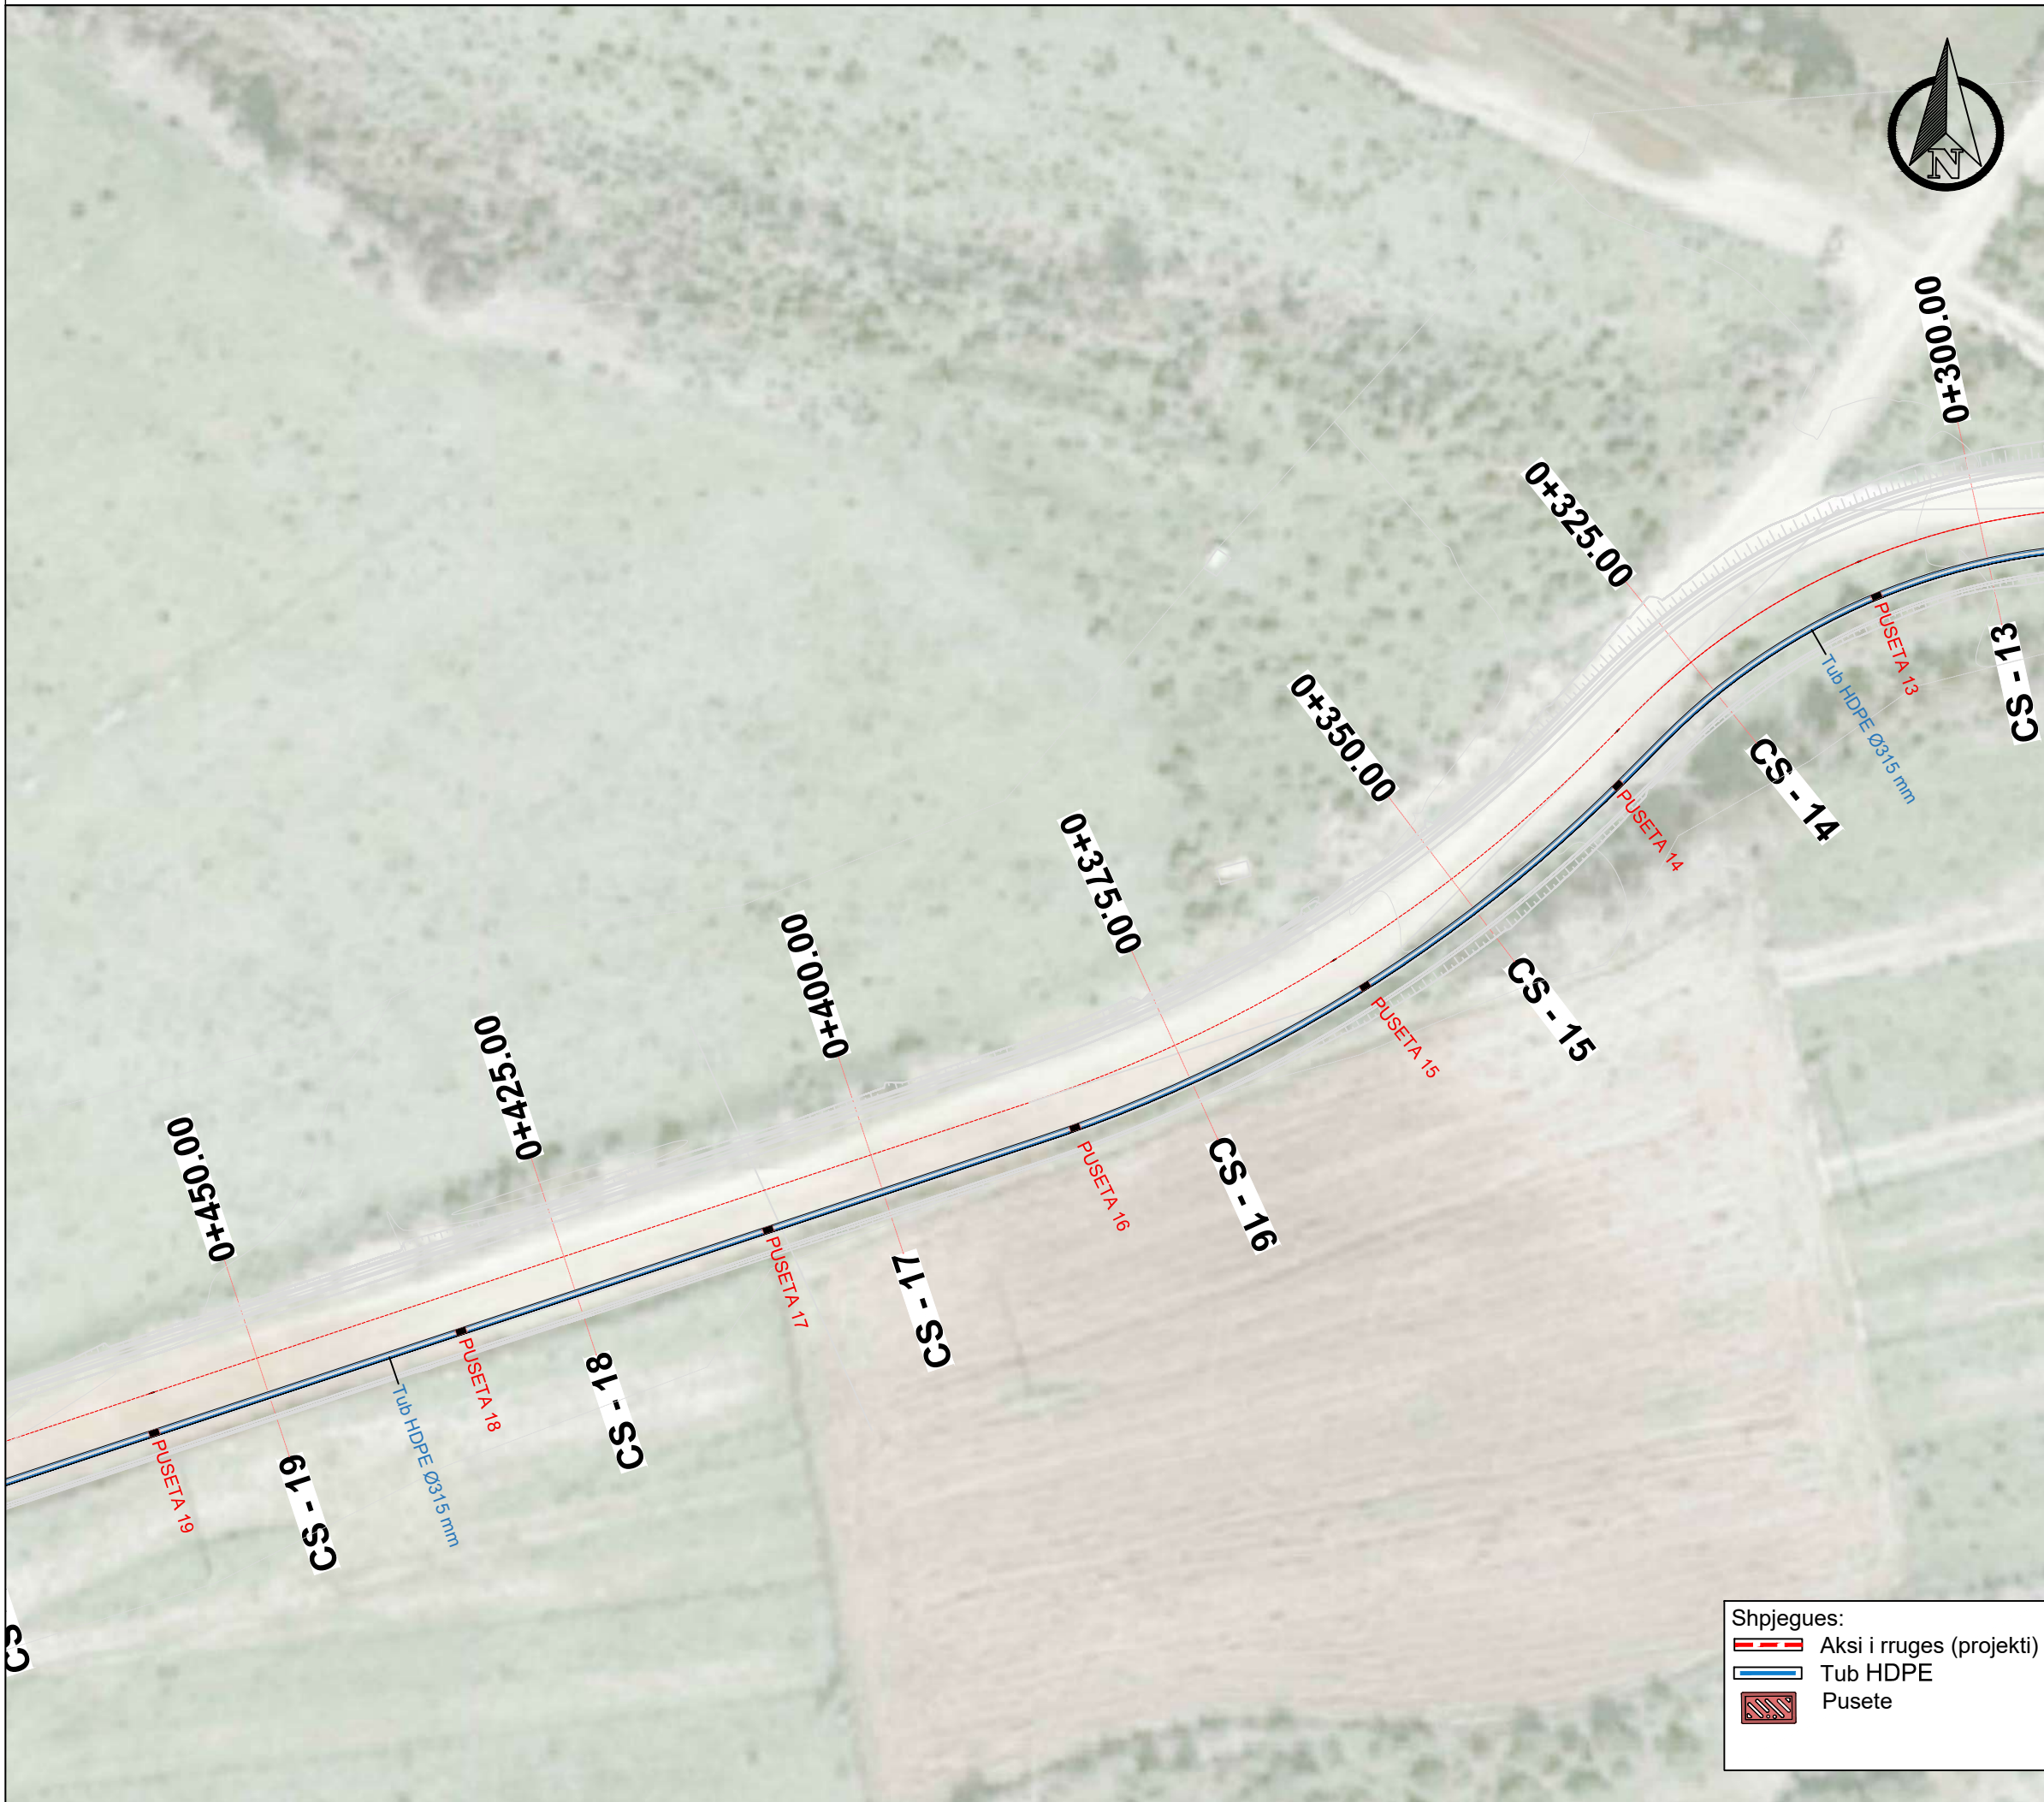 N
0+300.00
0+325.00
0+350.00
0+375.00
0+400.00
0+425.00
0+450.00
PUSETA 13
Tub HDPE Ø315 mm
CS - 13
PUSETA 14
CS - 14
PUSETA 15
CS - 15
PUSETA 16
CS - 16
PUSETA 17
CS - 17
PUSETA 18
CS - 18
Tub HDPE Ø315 mm
PUSETA 19
CS - 19
CS
Shpjegues:
Aksi i rruges (projekti)
Tub HDPE
Pusete